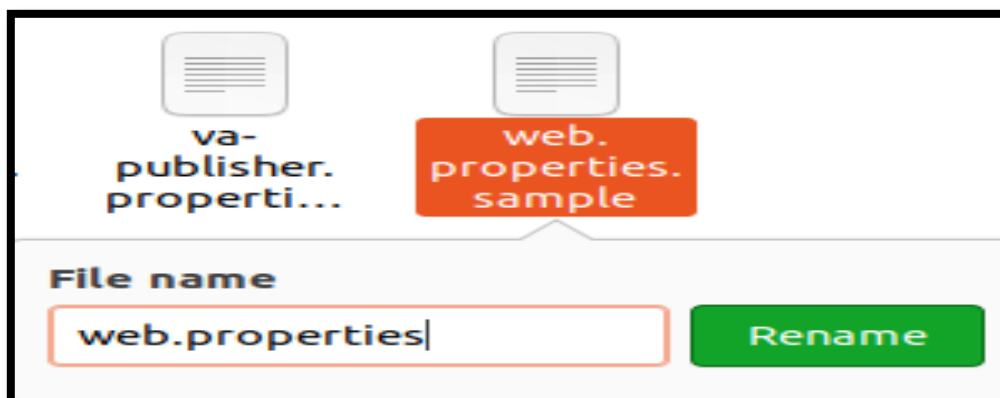 va-
publisher.
properti...
web.
properties.
sample
.
File name
web.properties
Rename